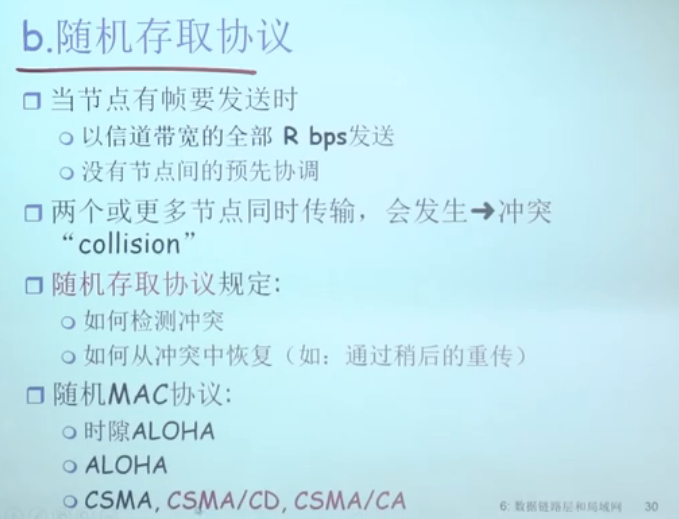 b.随机存取协议
当节点有帧要发送时
以信道带宽的全部 R bps发送
没有节点间的预先协调
两个或更多节点同时传输，会发生➜冲突
“collision”
随机存取协议规定:
如何检测冲突
如何从冲突中恢复（如：通过稍后的重传）
随机MAC协议:
时隙ALOHA
ALOHA
CSMA, CSMA/CD, CSMA/CA
6: 数据链路层和局域网 30